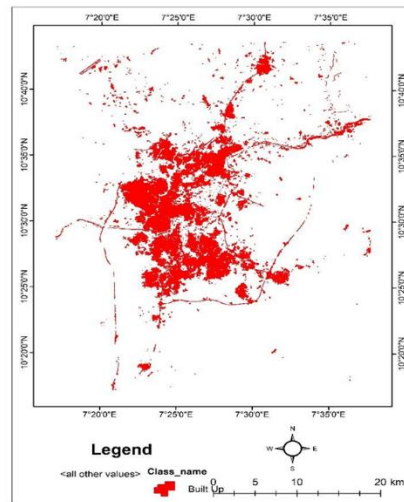 7°20'0"E 7°25'0"E 7°30'0"E 7°35'0"E
10°40'0"N 10°40'0"N
10°35'0"N 10°35'0"N
10°30'0"N 10°30'0"N
10°25'0"N 10°25'0"N
10°20'0"N 10°20'0"N
7°20'0"E 7°25'0"E 7°30'0"E 7°35'0"E
Legend
<all other values> Class_name
Built Up
N
W E
S
0 5 10 20 km